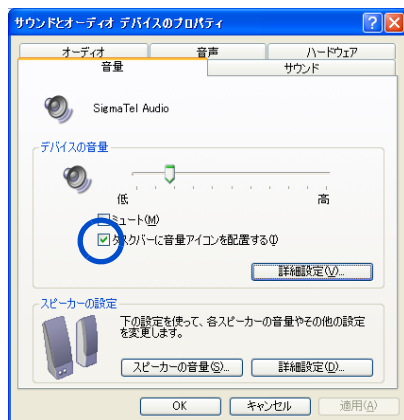 サウンドとオーディオ デバイスのプロパティ
オーディオ 音声 ハードウェア
音量 サウンド
SigmaTel Audio
デバイスの音量
低 高
ミュート(M)
タスクバーに音量アイコンを配置する(I)
詳細設定(V)...
スピーカーの設定
下の設定を使って、各スピーカーの音量やその他の設定
を変更します。
スピーカーの音量(S)... 詳細設定(D)...
OK キャンセル 適用(A)